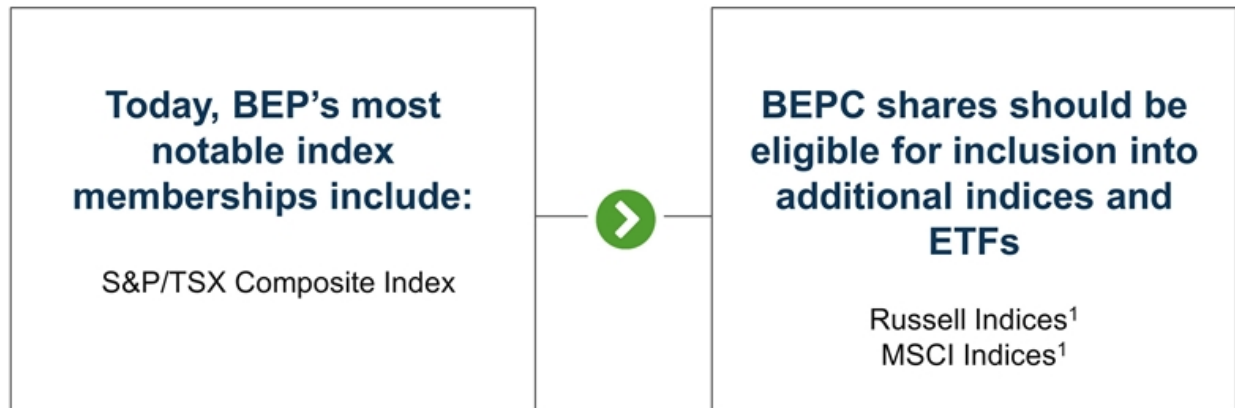 Today, BEP’s most
notable index
memberships include:
S&P/TSX Composite Index
BEPC shares should be
eligible for inclusion into
additional indices and
ETFs
Russell Indices¹
MSCI Indices¹